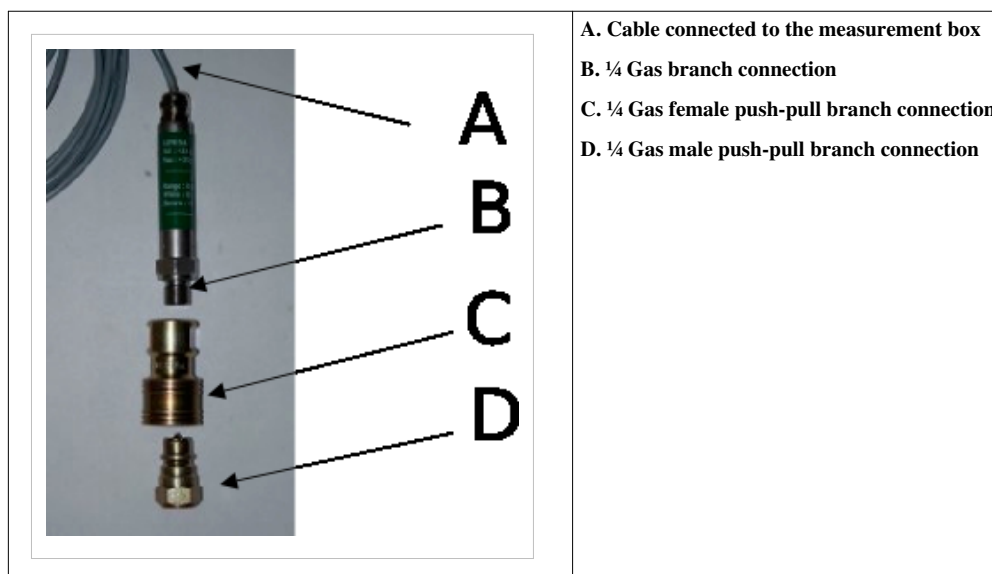 A. Cable connected to the measurement box
B. ¼ Gas branch connection
C. ¼ Gas female push-pull branch connection
D. ¼ Gas male push-pull branch connection
A
B
C
D